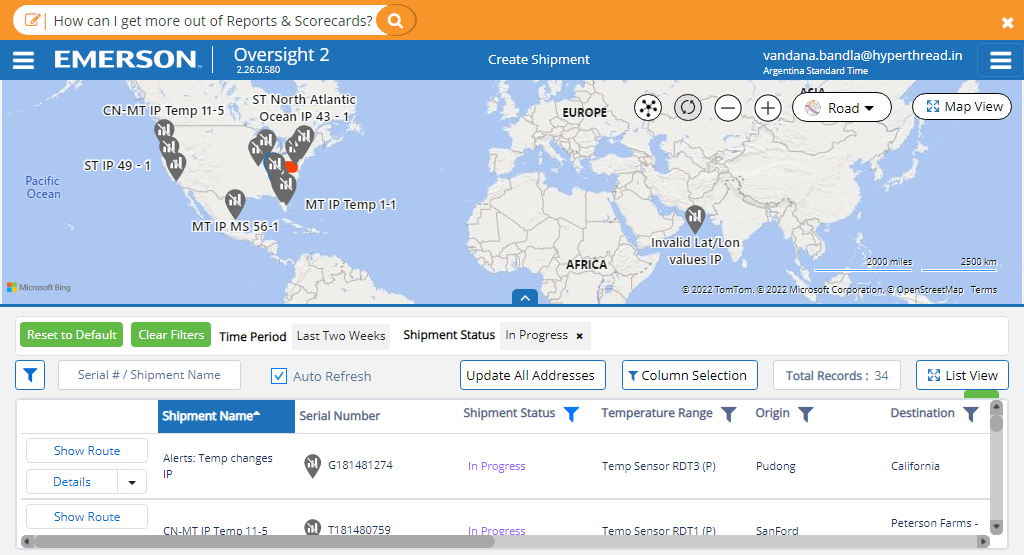 How can I get more out of Reports & Scorecards?
EMERSON
Oversight 2
2.26.0.580
Create Shipment
vandana.bandla@hyperthread.in
Argentina Standard Time
CN-MT IP Temp 11-5
ST North Atlantic
Ocean IP 43 - 1
EUROPE
ASIA
Road
Map View
ST IP 49 - 1
Pacific
Ocean
MT IP Temp 1-1
MT IP MS 56-1
Invalid Lat/Lon
values IP
AFRICA
2000 miles
2500 km
Microsoft Bing
© 2022 TomTom, © 2022 Microsoft Corporation, © OpenStreetMap Terms
Reset to Default
Clear Filters
Time Period
Last Two Weeks
Shipment Status
In Progress ×
Serial # / Shipment Name
Auto Refresh
Update All Addresses
Column Selection
Total Records : 34
List View
Shipment Name
Serial Number
Shipment Status
Temperature Range
Origin
Destination
Show Route
Details
Alerts: Temp changes
IP
G181481274
In Progress
Temp Sensor RDT3 (P)
Pudong
California
Show Route
CN-MT IP Temp 11-5
T181480759
In Progress
Temp Sensor RDT1 (P)
SanFord
Peterson Farms -